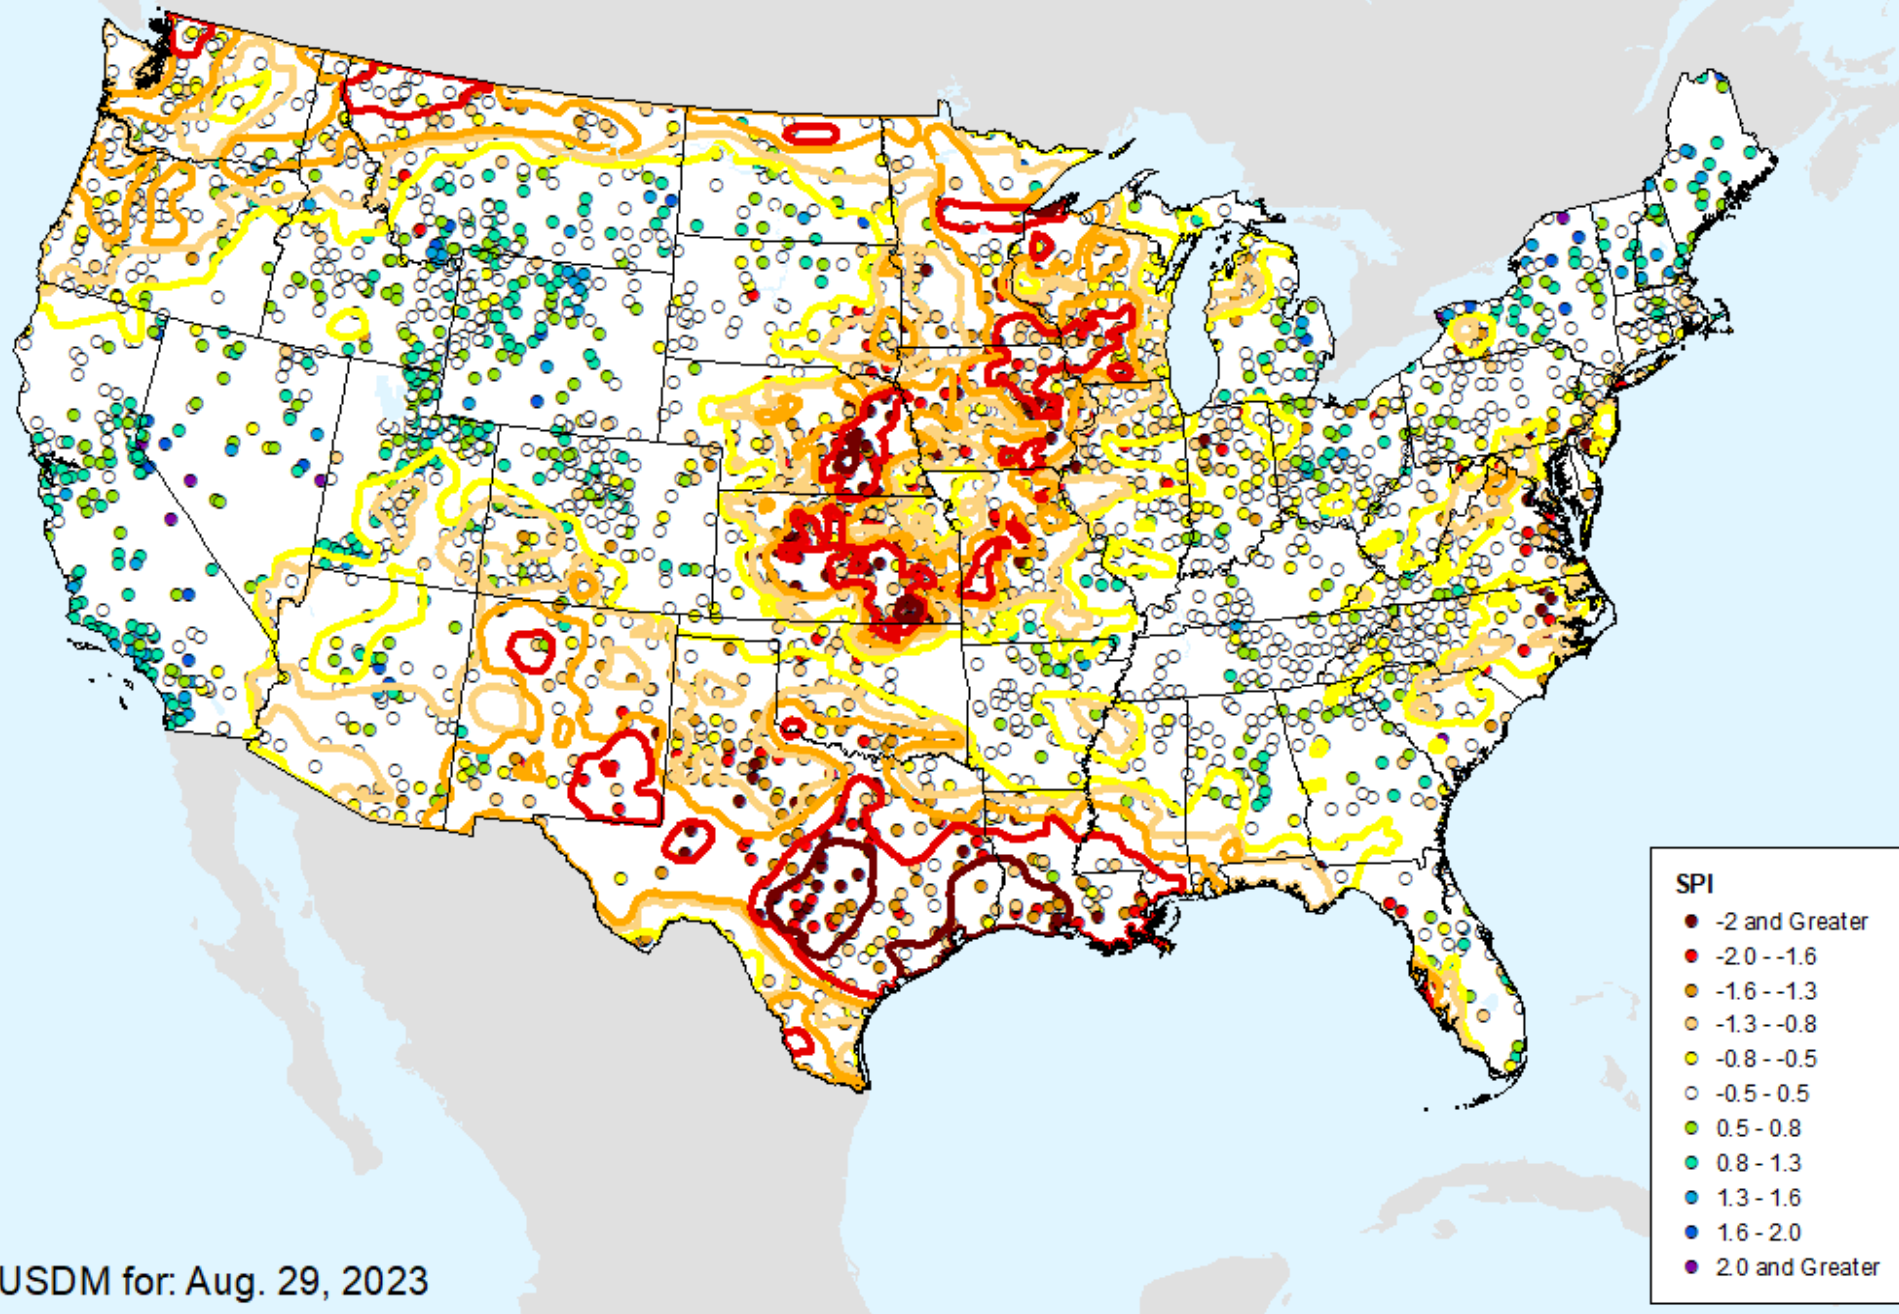 SPI
-2 and Greater
-2.0 - -1.6
-1.6 - -1.3
-1.3 - -0.8
-0.8 - -0.5
-0.5 - 0.5
0.5 - 0.8
0.8 - 1.3
1.3 - 1.6
1.6 - 2.0
2.0 and Greater
USDM for: Aug. 29, 2023